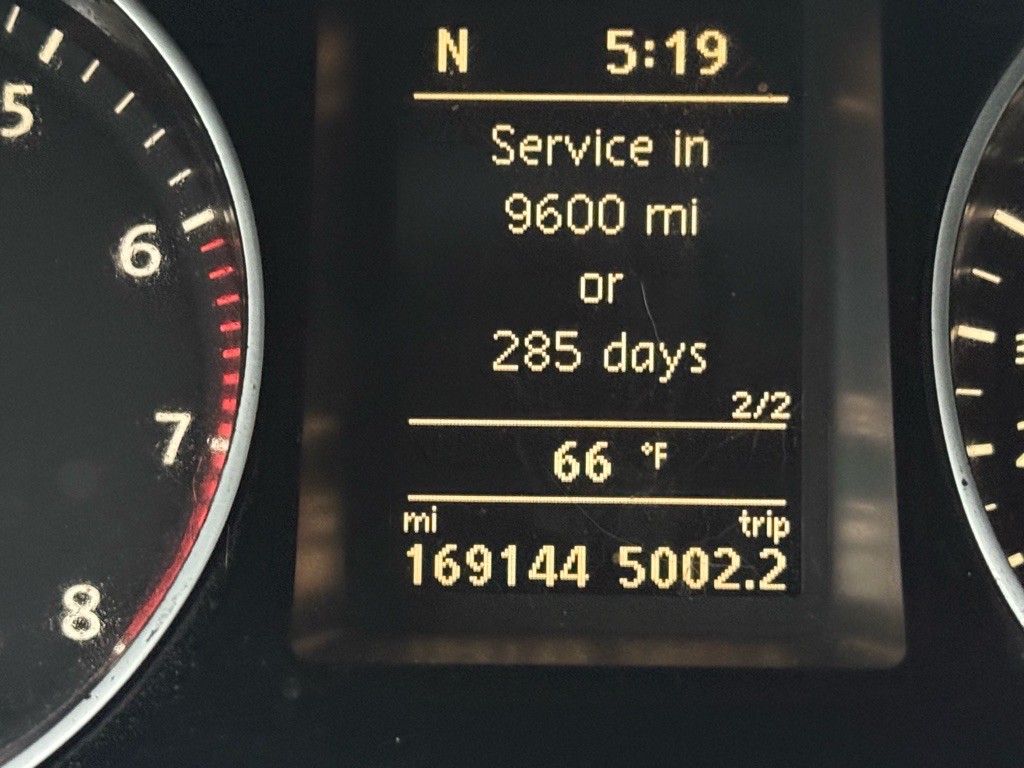 N 5:19
Service in
9600 mi
or
285 days
2/2
66 °F
mi trip
169144 5002.2
5
6
7
8